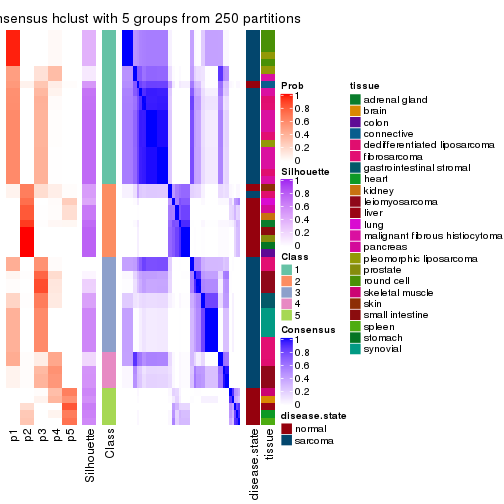 nsensus hclust with 5 groups from 250 partitions
p1
p2
p3
p4
p5
Silhouette
Class
disease.state
tissue
Prob
1
0.8
0.6
0.4
0.2
0
Silhouette
1
0.8
0.6
0.4
0.2
0
Class
1
2
3
4
5
Consensus
1
0.8
0.6
0.4
0.2
0
disease.state
normal
sarcoma
tissue
adrenal gland
brain
colon
connective
dedifferentiated liposarcoma
fibrosarcoma
gastrointestinal stromal
heart
kidney
leiomyosarcoma
liver
lung
malignant fibrous histiocytoma
pancreas
pleomorphic liposarcoma
prostate
round cell
skeletal muscle
skin
small intestine
spleen
stomach
synovial